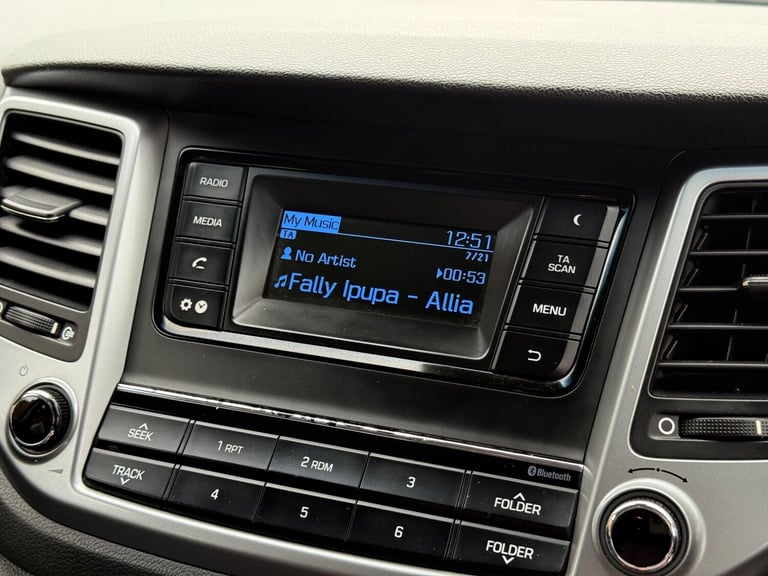 RADIO
MEDIA
My Music
TA
12:51
7/21
No Artist
00:53
Fally Ipupa - Allia
TA
SCAN
MENU
SEEK
TRACK
1 RPT
2 RDM
3
4
5
6
Bluetooth
FOLDER
FOLDER